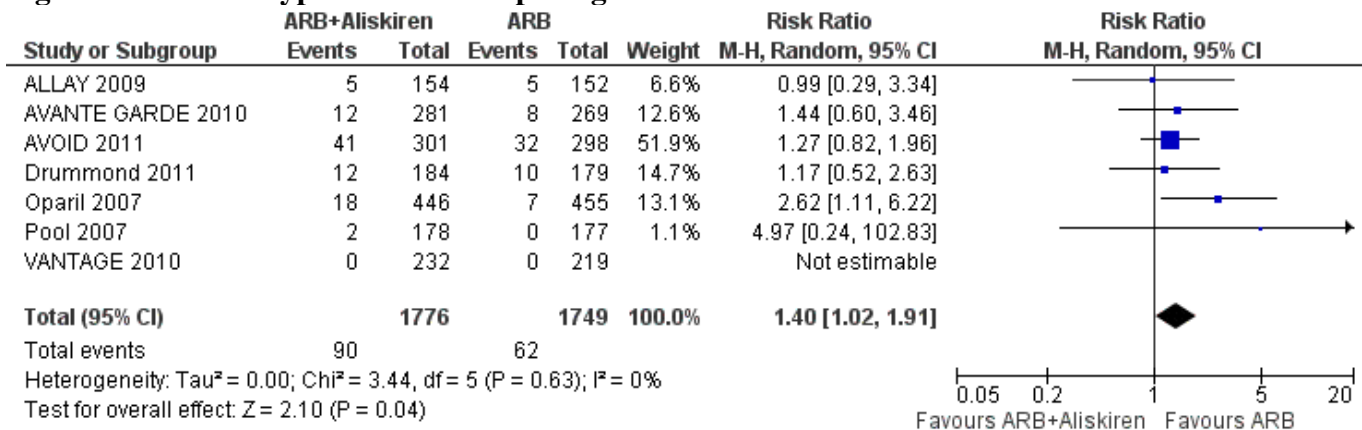 ARB+Aliskiren ARB Risk Ratio Risk Ratio
Study or Subgroup Events Total Events Total Weight M-H, Random, 95% CI M-H, Random, 95% CI
ALLAY 2009 5 154 5 152 6.6% 0.99 [0.29, 3.34]
AVANTE GARDE 2010 12 281 8 269 12.6% 1.44 [0.60, 3.46]
AVOID 2011 41 301 32 298 51.9% 1.27 [0.82, 1.96]
Drummond 2011 12 184 10 179 14.7% 1.17 [0.52, 2.63]
Oparil 2007 18 446 7 455 13.1% 2.62 [1.11, 6.22]
Pool 2007 2 178 0 177 1.1% 4.97 [0.24, 102.83]
VANTAGE 2010 0 232 0 219 Not estimable
Total (95% CI) 1776 1749 100.0% 1.40 [1.02, 1.91]
Total events 90 62
Heterogeneity: Tau² = 0.00; Chi² = 3.44, df = 5 (P = 0.63); I² = 0%
Test for overall effect: Z = 2.10 (P = 0.04)
0.05 0.2 1 5 20
Favours ARB+Aliskiren Favours ARB